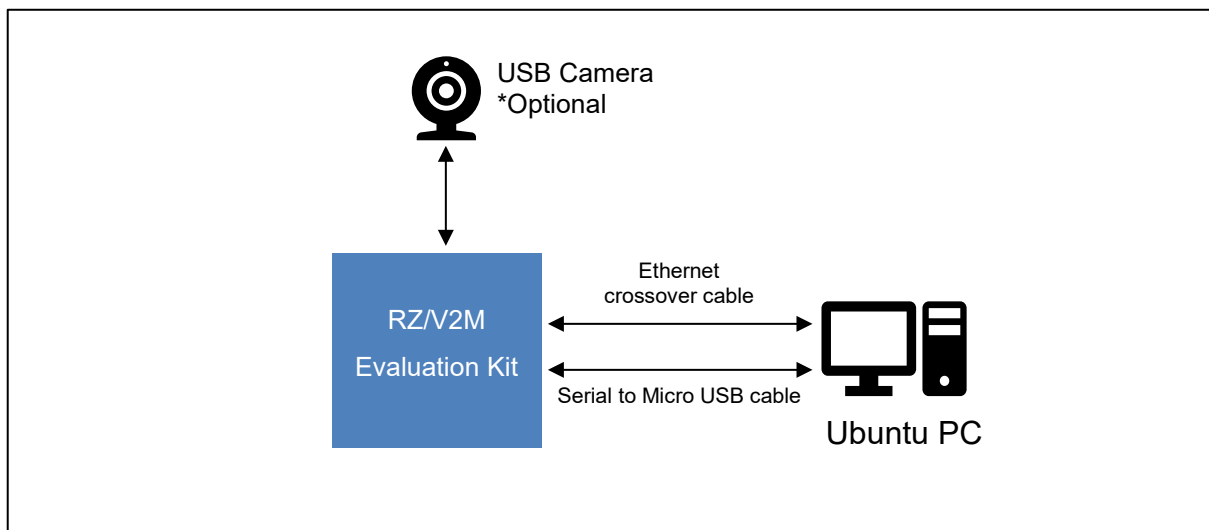 USB Camera
*Optional
RZ/V2M
Evaluation Kit
Ethernet
crossover cable
Serial to Micro USB cable
Ubuntu PC